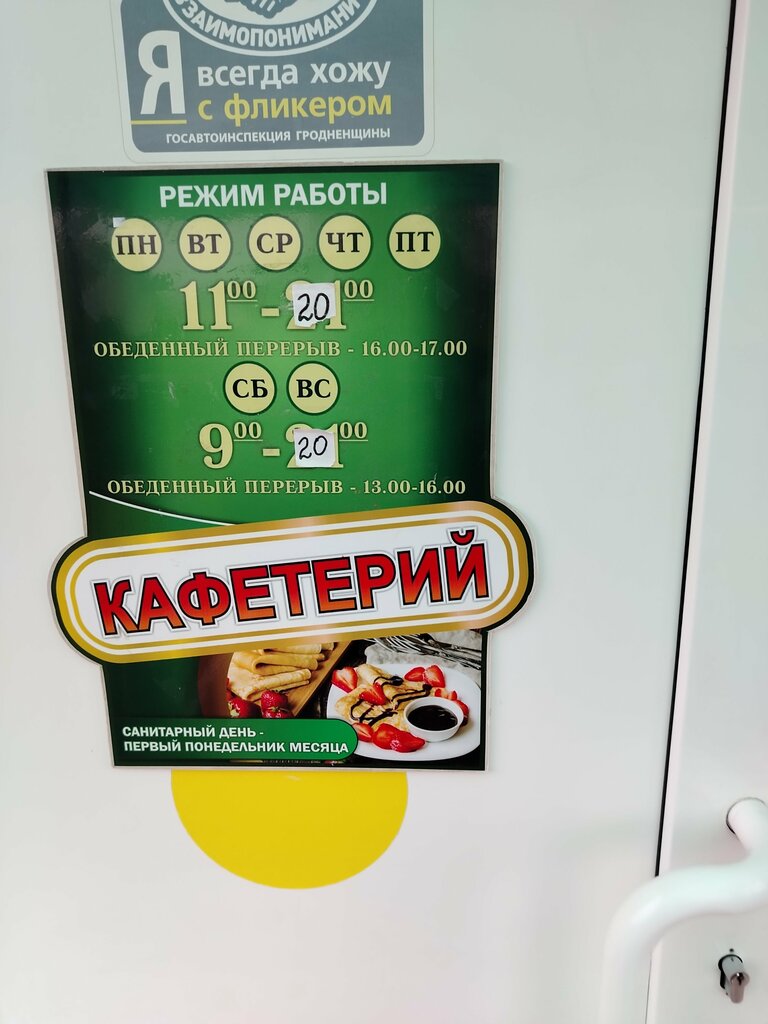 ВЗАИМОПОНИМАНИ
Я всегда хожу
с фликером
ГОСАВТОИНСПЕКЦИЯ ГРОДНЕНЩИНЫ
РЕЖИМ РАБОТЫ
ПН ВТ СР ЧТ ПТ
11⁰⁰ - 20⁰⁰
ОБЕДЕННЫЙ ПЕРЕРЫВ - 16.00-17.00
СБ ВС
9⁰⁰ - 20⁰⁰
ОБЕДЕННЫЙ ПЕРЕРЫВ - 13.00-16.00
КАФЕТЕРИЙ
САНИТАРНЫЙ ДЕНЬ -
ПЕРВЫЙ ПОНЕДЕЛЬНИК МЕСЯЦА